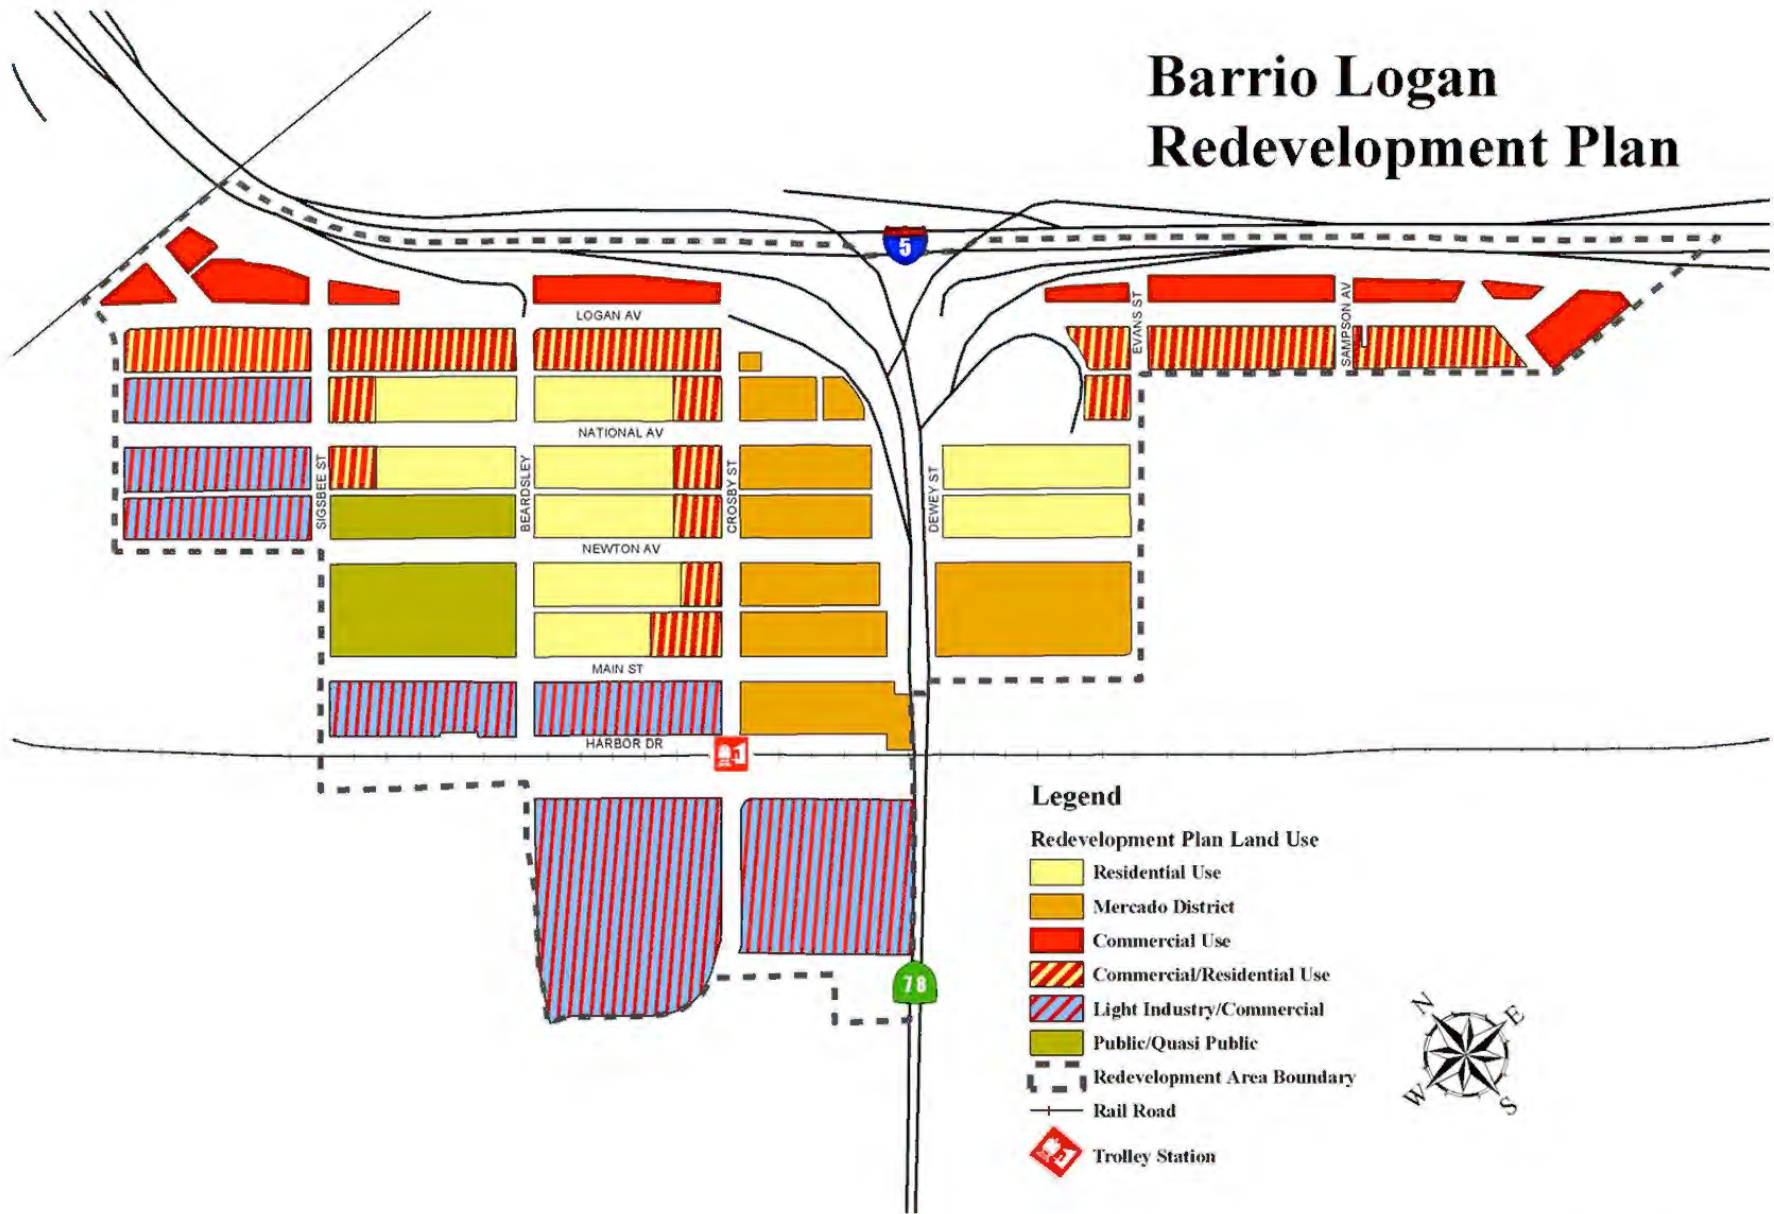 Barrio Logan
Redevelopment Plan
5
LOGAN AV
EVANS ST
SAMPSON AV
NATIONAL AV
SIGSBEE ST
BEARDSLEY
CROSBY ST
DEWEY ST
NEWTON AV
MAIN ST
HARBOR DR
78
Legend
Redevelopment Plan Land Use
Residential Use
Mercado District
Commercial Use
Commercial/Residential Use
Light Industry/Commercial
Public/Quasi Public
Redevelopment Area Boundary
Rail Road
Trolley Station
N
E
W
S